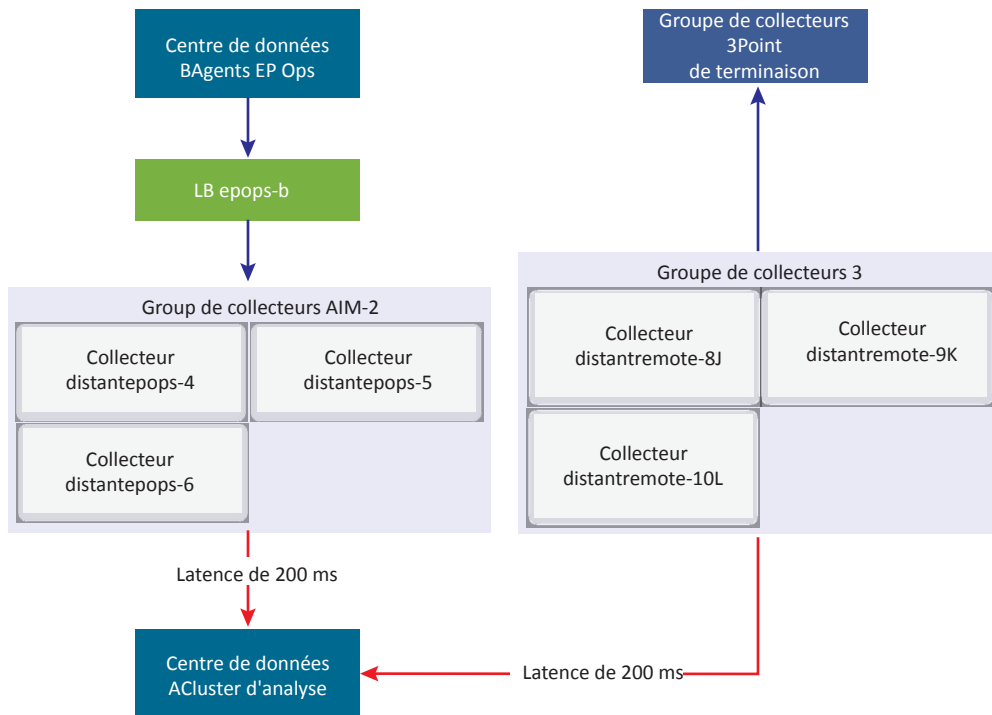 Centre de données
BAgents EP Ops
LB epops-b
Group de collecteurs AIM-2
Collecteur
distantepops-4
Collecteur
distantepops-5
Collecteur
distantepops-6
Latence de 200 ms
Centre de données
ACluster d'analyse
Groupe de collecteurs
3Point
de terminaison
Groupe de collecteurs 3
Collecteur
distantremote-8J
Collecteur
distantremote-9K
Collecteur
distantremote-10L
Latence de 200 ms